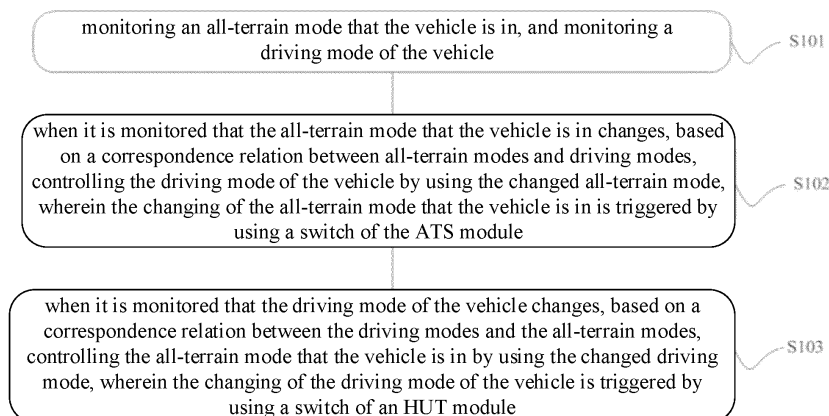 monitoring an all-terrain mode that the vehicle is in, and monitoring a
driving mode of the vehicle
S101
when it is monitored that the all-terrain mode that the vehicle is in changes, based
on a correspondence relation between all-terrain modes and driving modes,
controlling the driving mode of the vehicle by using the changed all-terrain mode,
wherein the changing of the all-terrain mode that the vehicle is in is triggered by
using a switch of the ATS module
S102
when it is monitored that the driving mode of the vehicle changes, based on a
correspondence relation between the driving modes and the all-terrain modes,
controlling the all-terrain mode that the vehicle is in by using the changed driving
mode, wherein the changing of the driving mode of the vehicle is triggered by
using a switch of an HUT module
S103